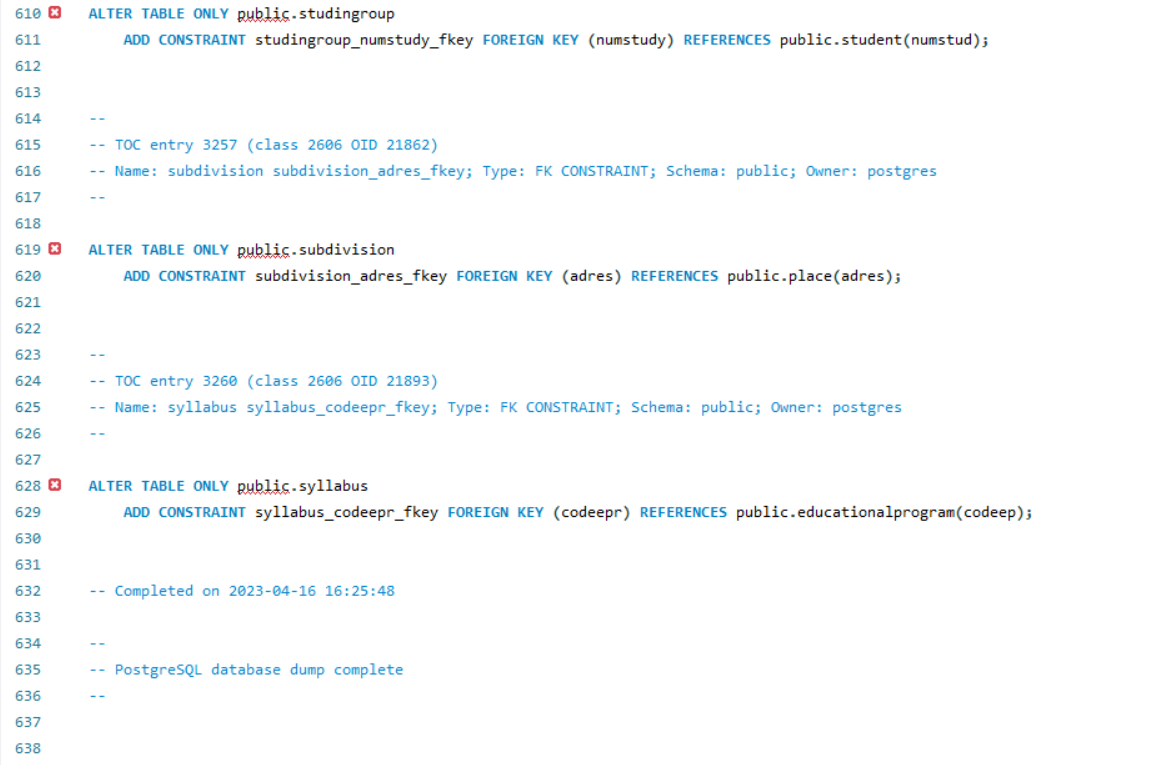 610 ALTER TABLE ONLY public.studingroup
611 ADD CONSTRAINT studingroup_numstudy_fkey FOREIGN KEY (numstudy) REFERENCES public.student(numstud);
612
613
614 --
615 -- TOC entry 3257 (class 2606 OID 21862)
616 -- Name: subdivision subdivision_adres_fkey; Type: FK CONSTRAINT; Schema: public; Owner: postgres
617 --
618
619 ALTER TABLE ONLY public.subdivision
620 ADD CONSTRAINT subdivision_adres_fkey FOREIGN KEY (adres) REFERENCES public.place(adres);
621
622
623 --
624 -- TOC entry 3260 (class 2606 OID 21893)
625 -- Name: syllabus syllabus_codeepr_fkey; Type: FK CONSTRAINT; Schema: public; Owner: postgres
626 --
627
628 ALTER TABLE ONLY public.syllabus
629 ADD CONSTRAINT syllabus_codeepr_fkey FOREIGN KEY (codeepr) REFERENCES public.educationalprogram(codeep);
630
631
632 -- Completed on 2023-04-16 16:25:48
633
634 --
635 -- PostgreSQL database dump complete
636 --
637
638